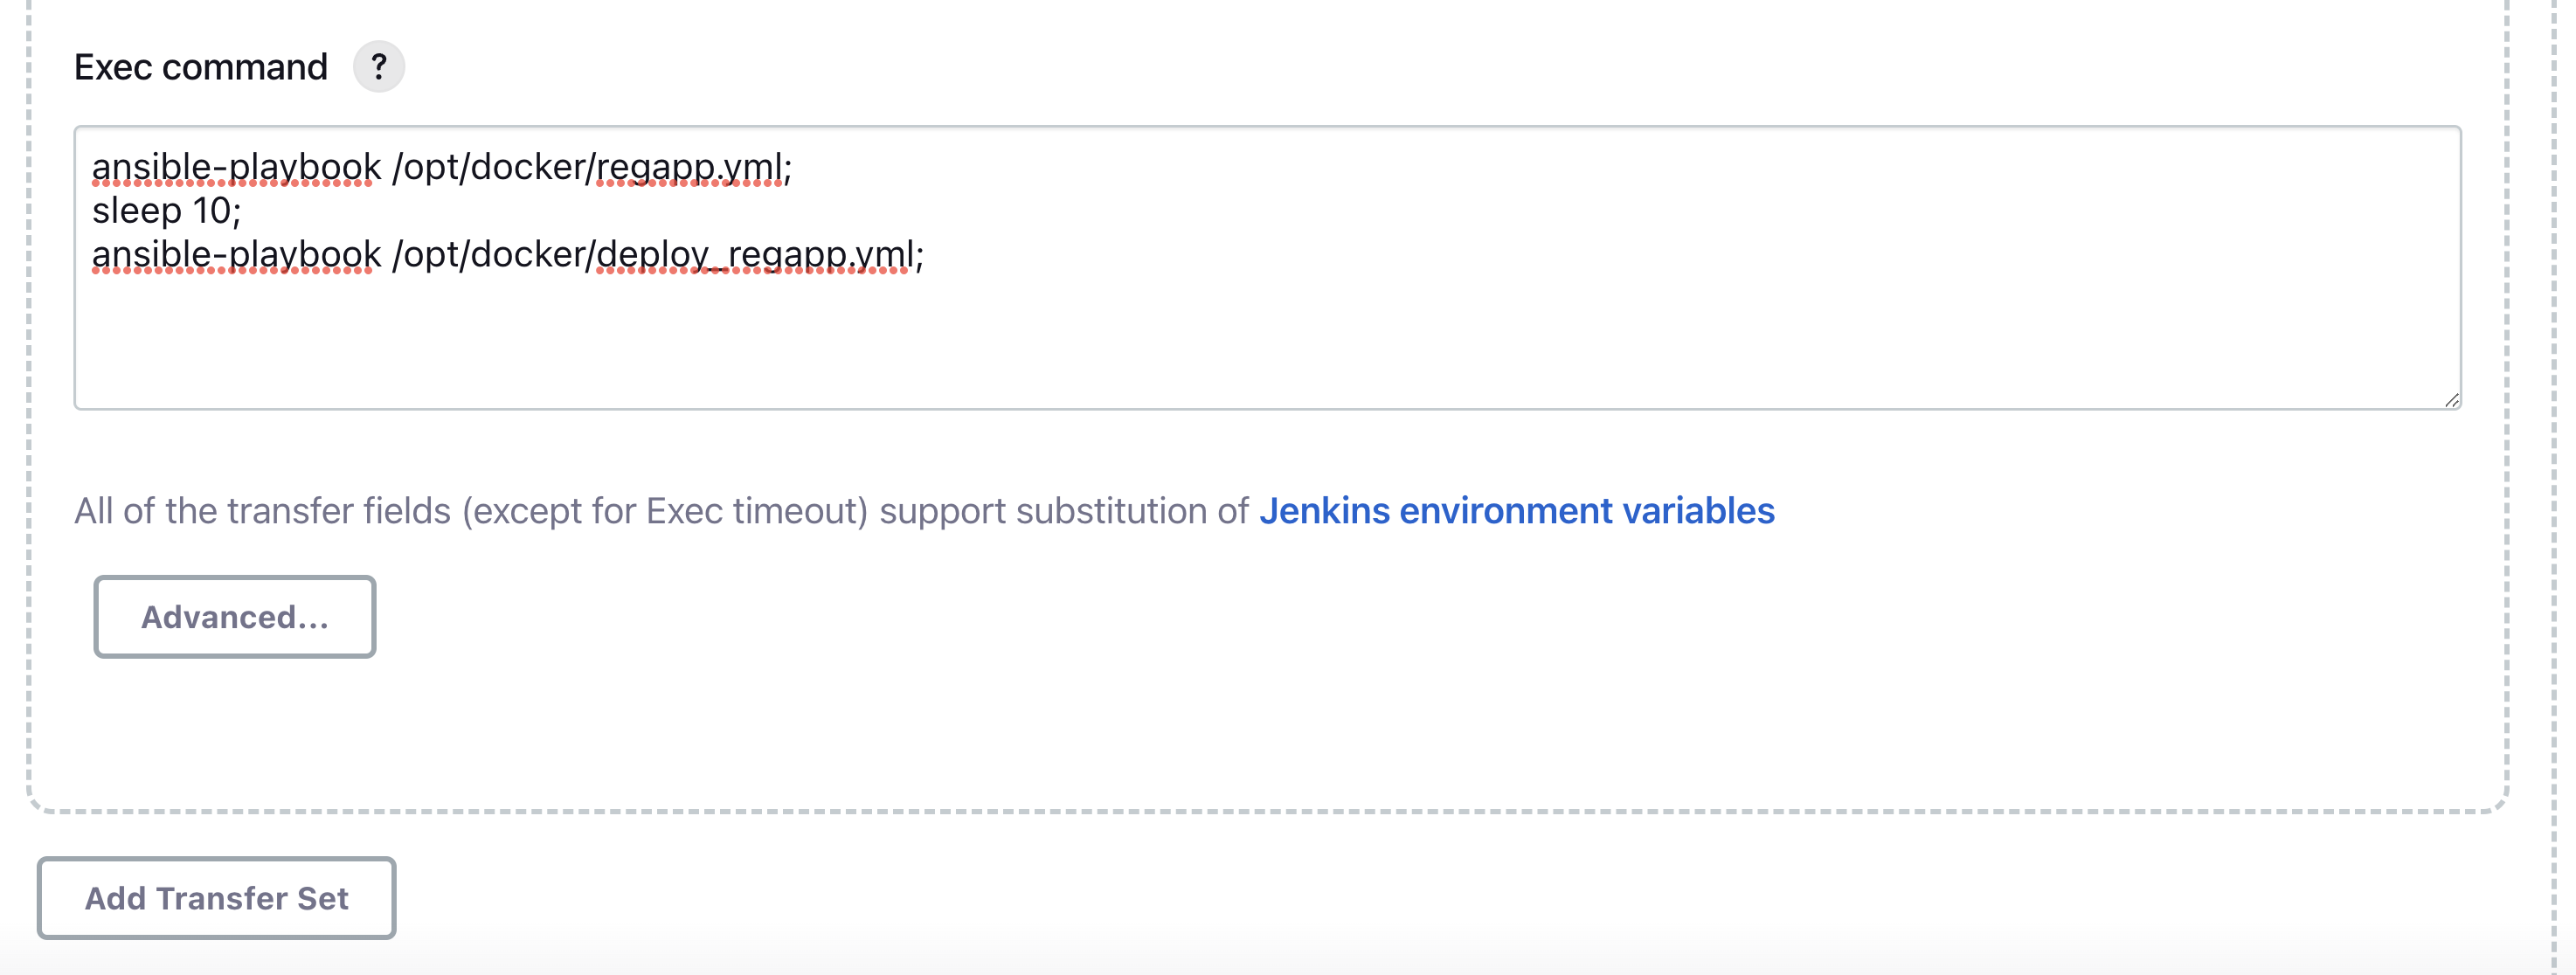 Exec command ?
ansible-playbook /opt/docker/regapp.yml;
sleep 10;
ansible-playbook /opt/docker/deploy_regapp.yml;
All of the transfer fields (except for Exec timeout) support substitution of Jenkins environment variables
Advanced...
Add Transfer Set